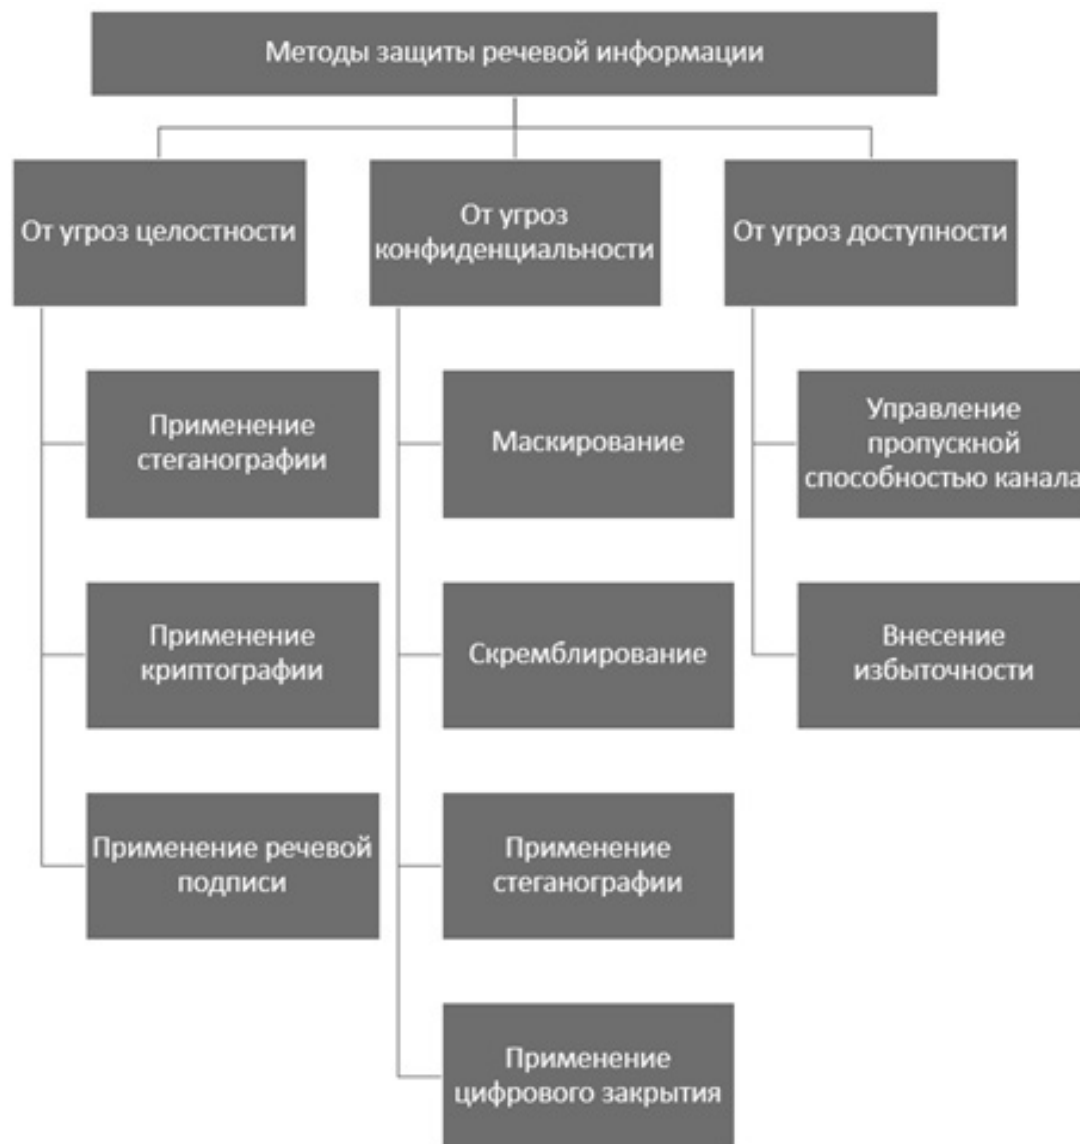 Методы защиты речевой информации
От угроз целостности
Применение
стеганографии
Применение
криптографии
Применение речевой
подписи
От угроз
конфиденциальности
Маскирование
Скремблирование
Применение
стеганографии
Применение
цифрового закрытия
От угроз доступности
Управление
пропускной
способностью канала
Внесение
избыточности